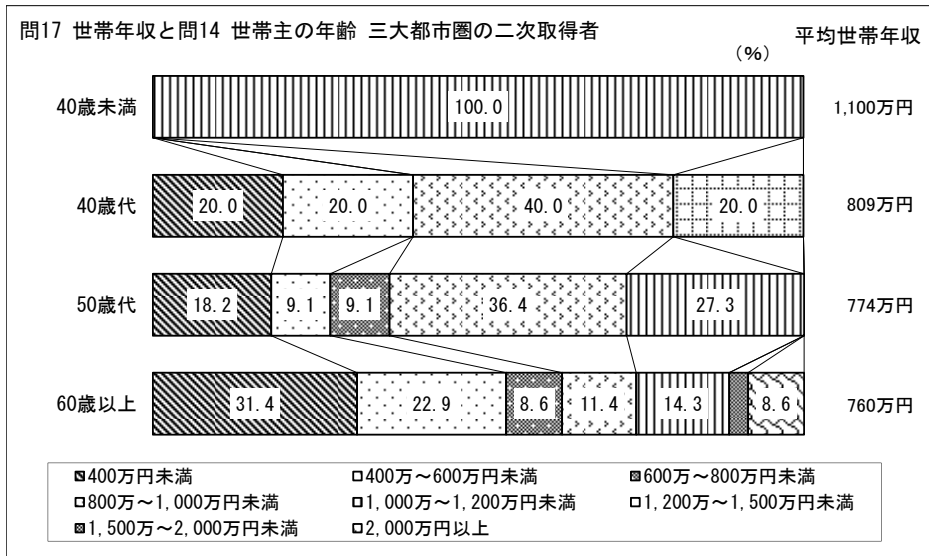 問17 世帯年収と問14 世帯主の年齢 三大都市圏の二次取得者
平均世帯年収
（%）
40歳未満 100.0 1,100万円
40歳代 20.0 20.0 40.0 20.0 809万円
50歳代 18.2 9.1 9.1 36.4 27.3 774万円
60歳以上 31.4 22.9 8.6 11.4 14.3 8.6 760万円
400万円未満 400万～600万円未満 600万～800万円未満
800万～1,000万円未満 1,000万～1,200万円未満 1,200万～1,500万円未満
1,500万～2,000万円未満 2,000万円以上